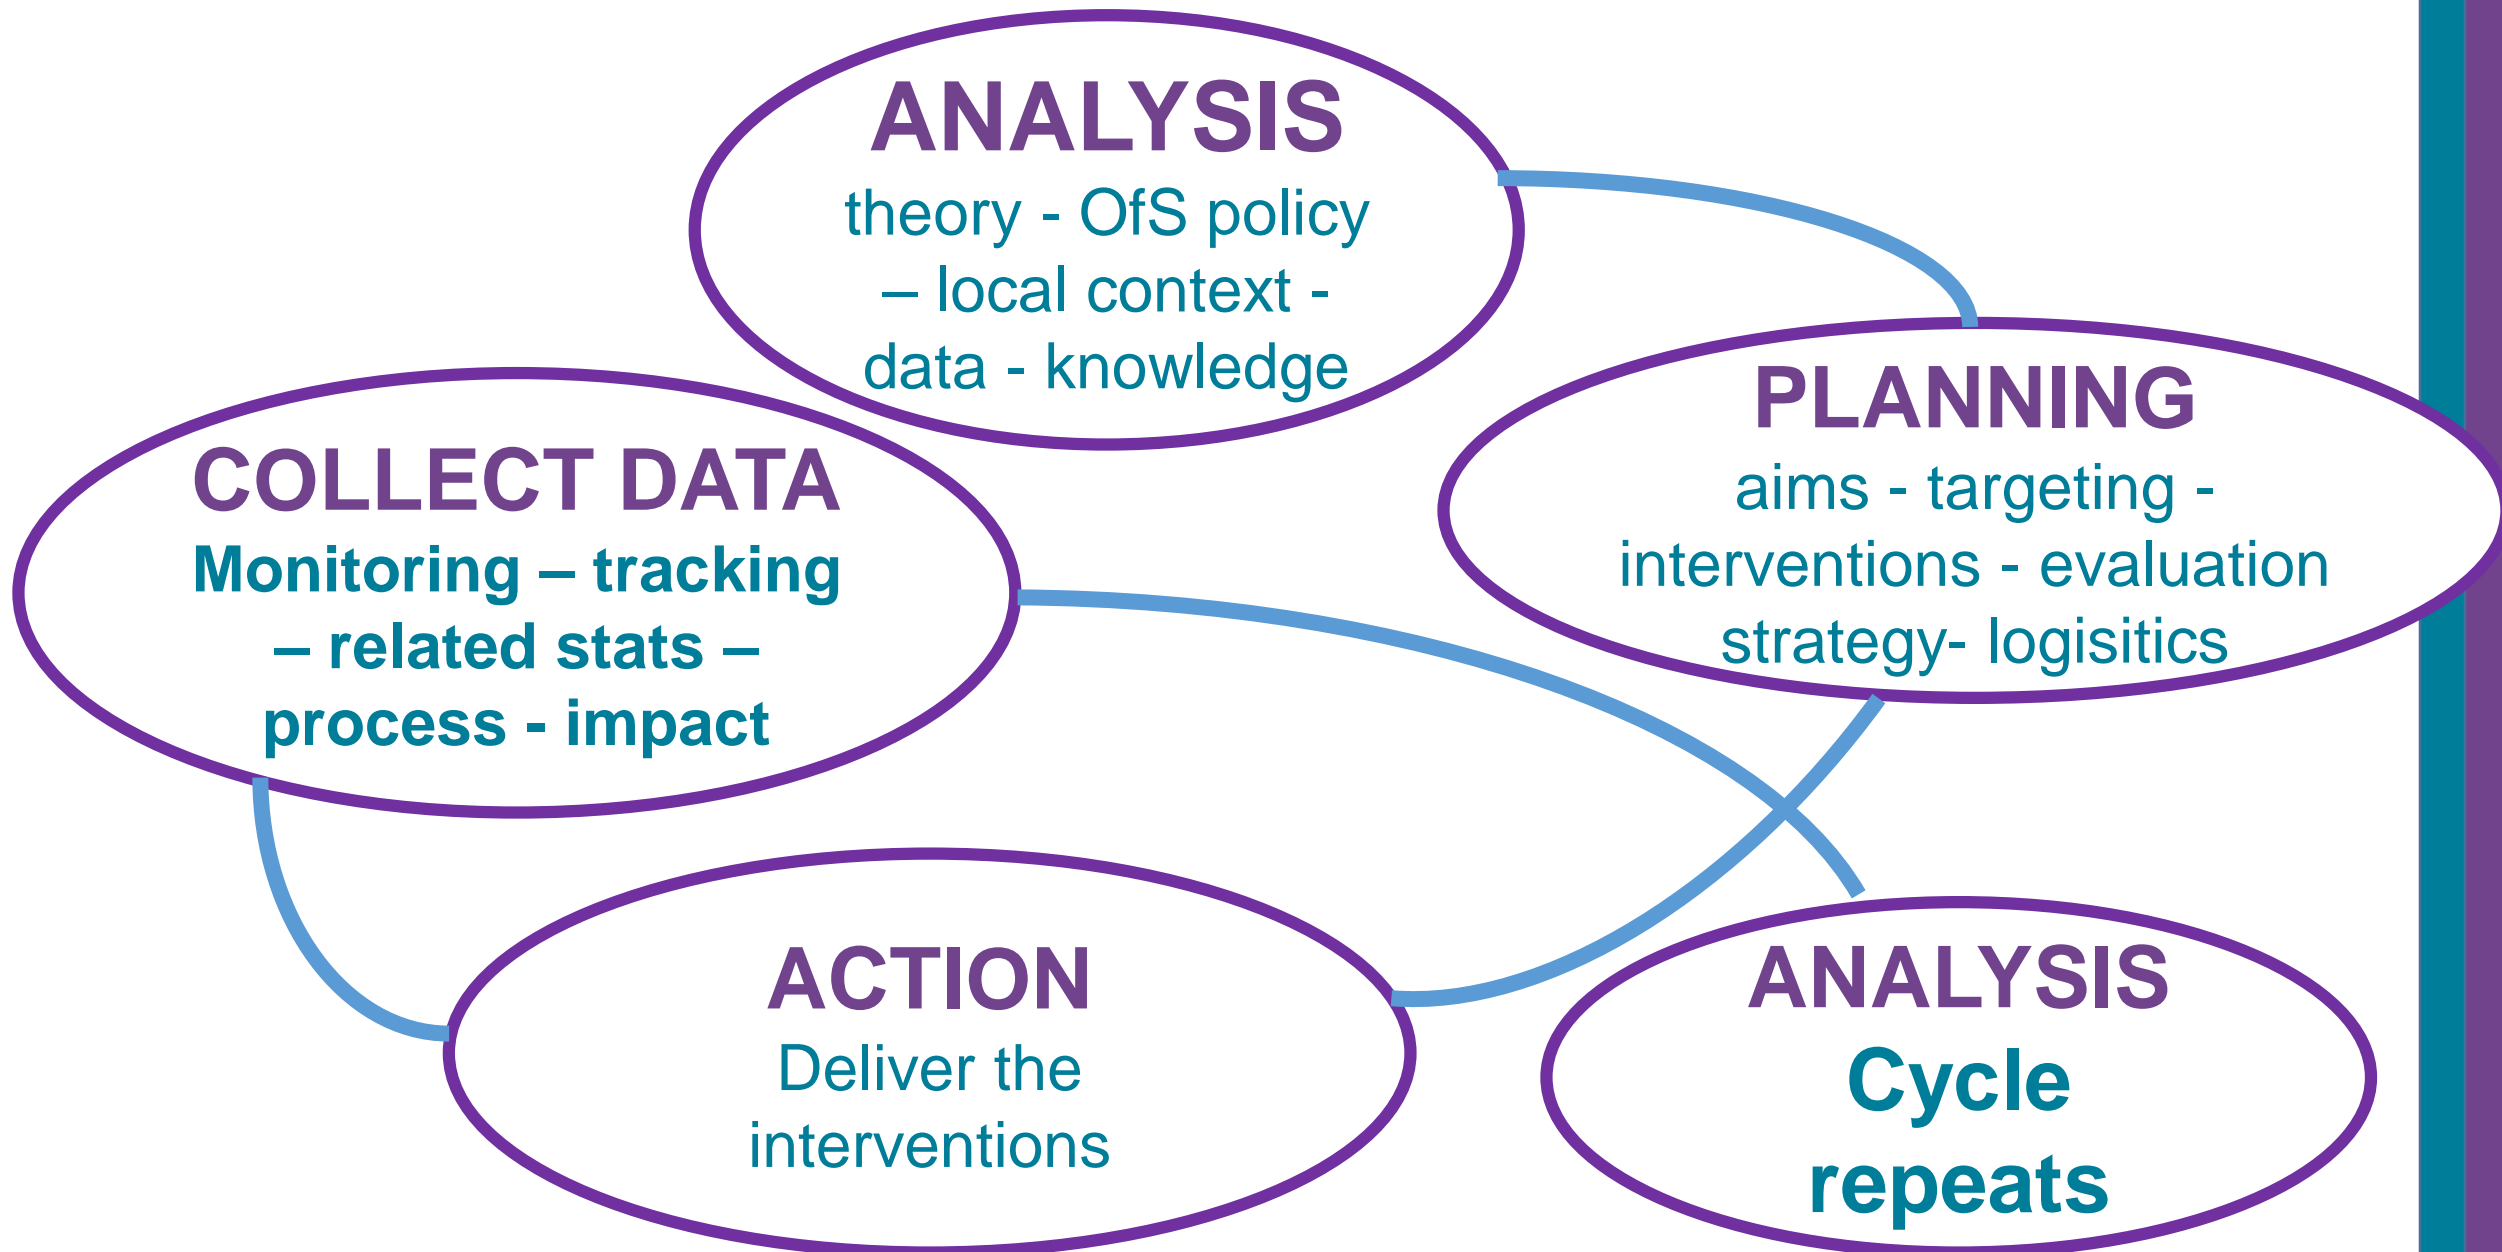 ANALYSIS
theory - OfS policy
– local context -
data - knowledge
PLANNING
aims - targeting -
interventions - evaluation
strategy- logisitics
COLLECT DATA
Monitoring – tracking
– related stats –
process - impact
ACTION
Deliver the
interventions
ANALYSIS
Cycle
repeats